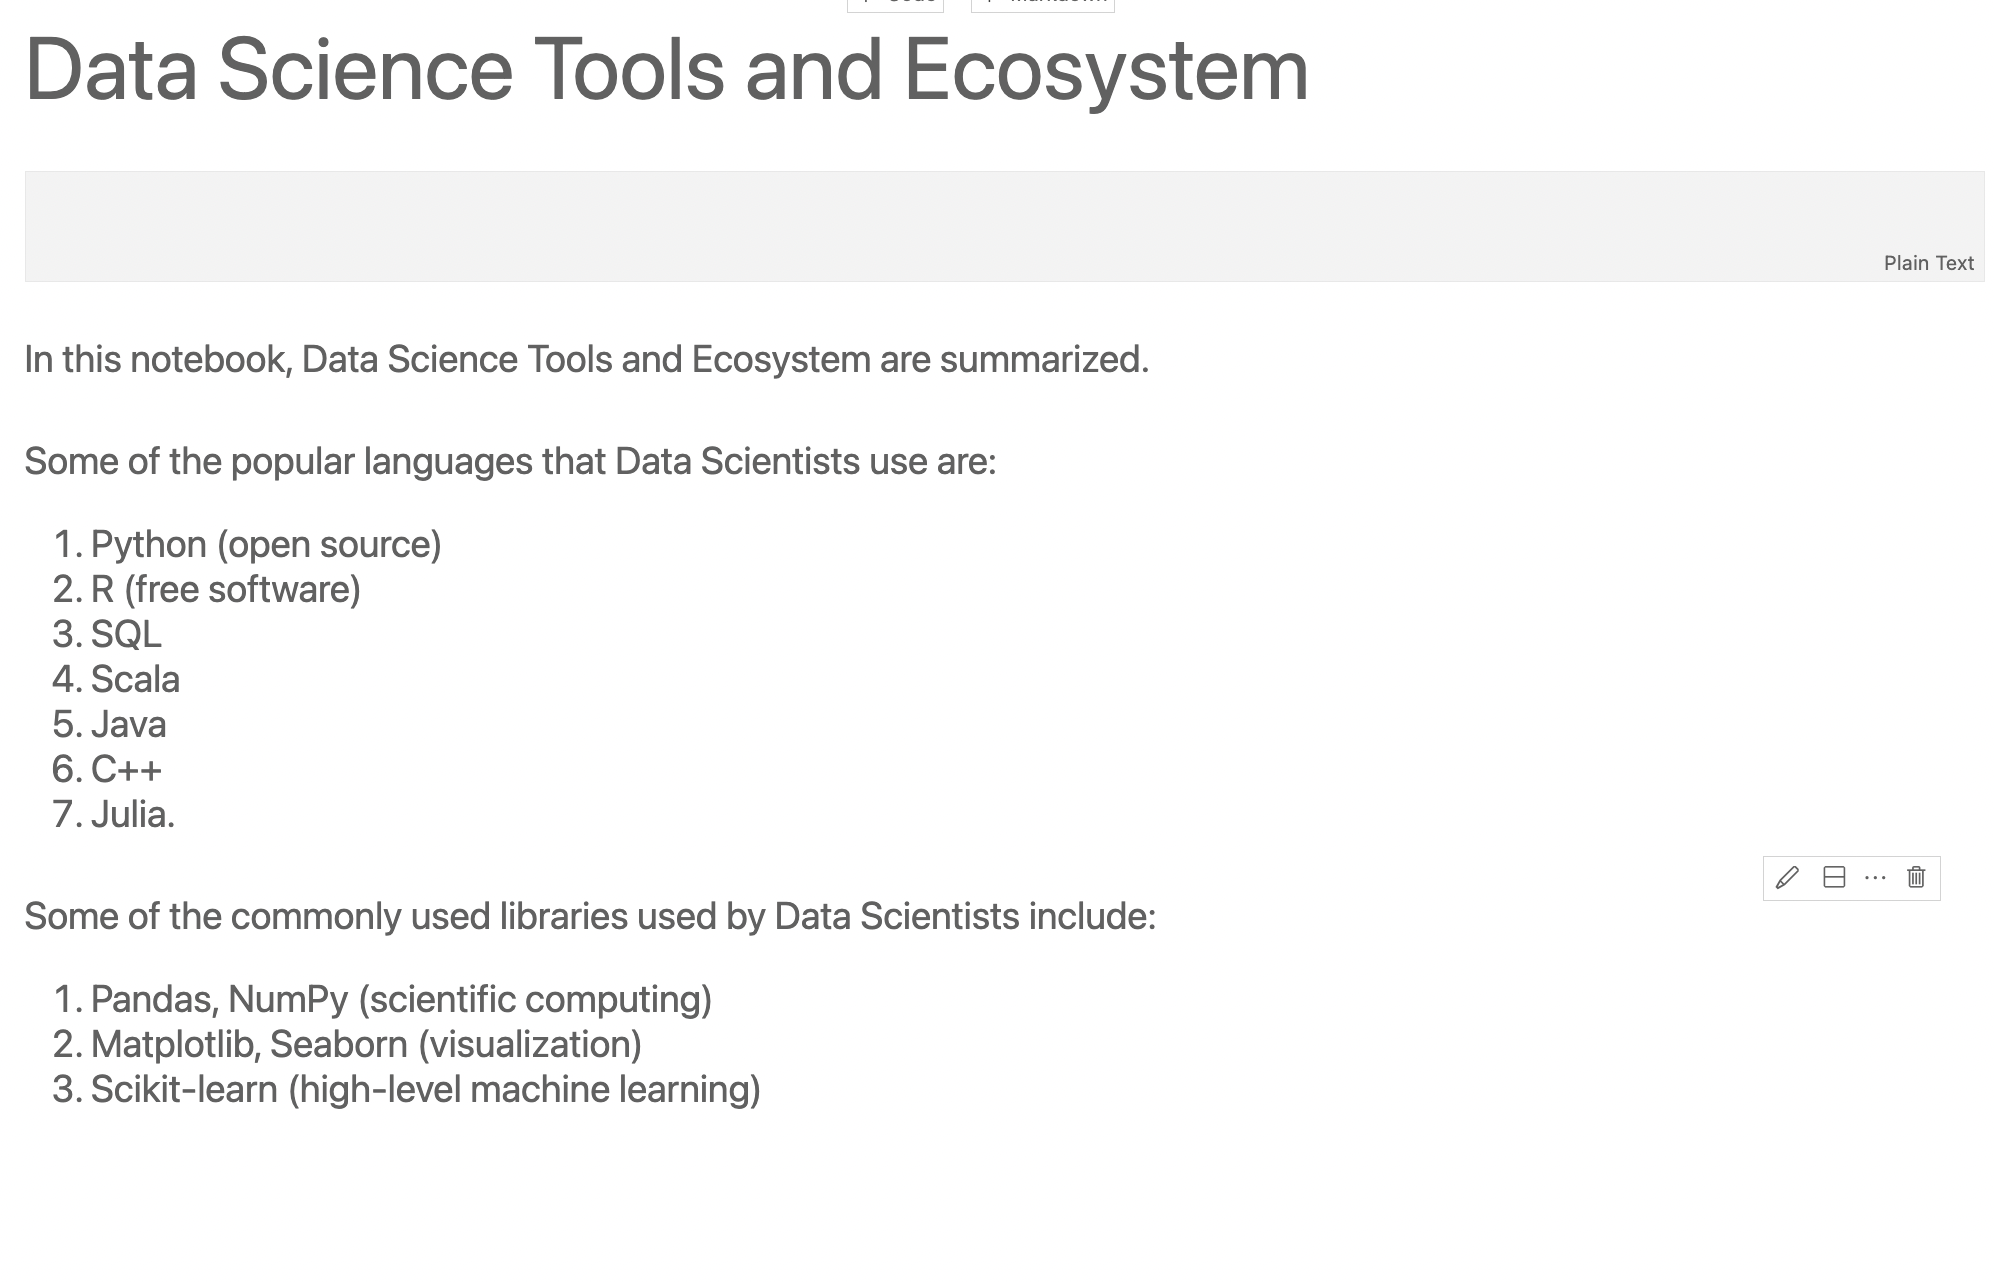 Data Science Tools and Ecosystem
Plain Text
In this notebook, Data Science Tools and Ecosystem are summarized.
Some of the popular languages that Data Scientists use are:
1. Python (open source)
2. R (free software)
3. SQL
4. Scala
5. Java
6. C++
7. Julia.
Some of the commonly used libraries used by Data Scientists include:
1. Pandas, NumPy (scientific computing)
2. Matplotlib, Seaborn (visualization)
3. Scikit-learn (high-level machine learning)